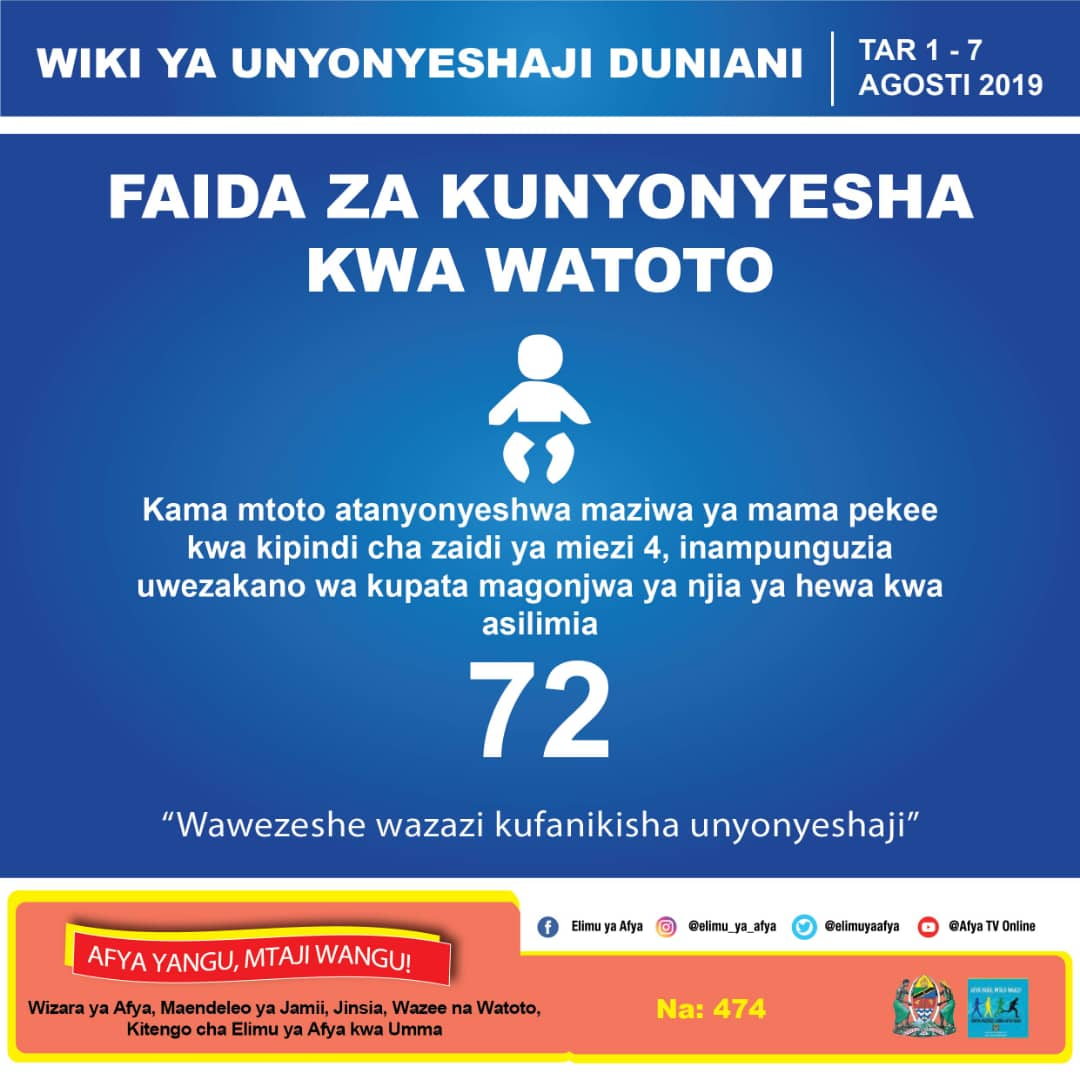 WIKI YA UNYONYESHAJI DUNIANI
TAR 1 - 7
AGOSTI 2019
FAIDA ZA KUNYONYESHA
KWA WATOTO
Kama mtoto atanyonyeshwa maziwa ya mama pekee
kwa kipindi cha zaidi ya miezi 4, inampunguzia
uwezakano wa kupata magonjwa ya njia ya hewa kwa
asilimia
72
“Wawezeshe wazazi kufanikisha unyonyeshaji”
Elimu ya Afya
@elimu_ya_afya
@elimuyaafya
@Afya TV Online
AFYA YANGU, MTAJI WANGU!
Wizara ya Afya, Maendeleo ya Jamii, Jinsia, Wazee na Watoto,
Kitengo cha Elimu ya Afya kwa Umma
Na: 474